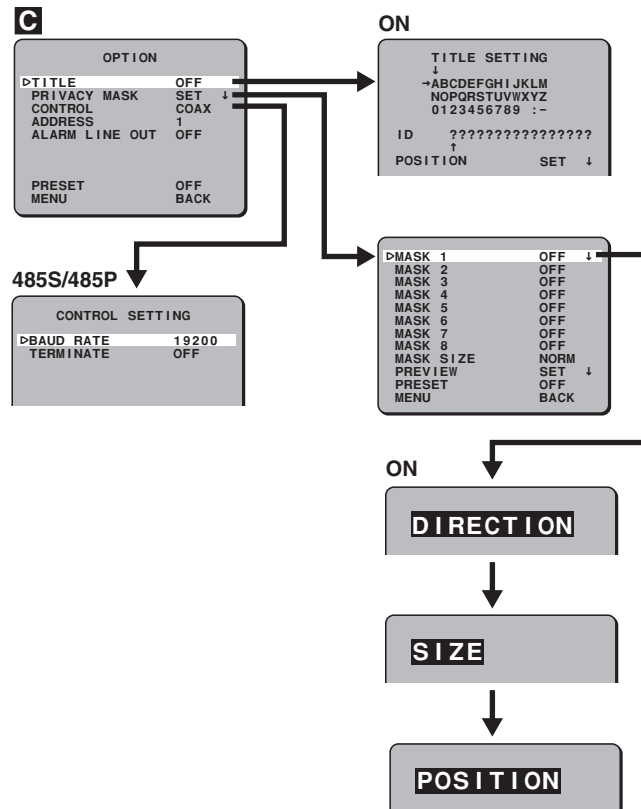 C
OPTION
▷TITLE OFF
PRIVACY MASK SET ↓
CONTROL COAX
ADDRESS 1
ALARM LINE OUT OFF
PRESET OFF
MENU BACK
ON
TITLE SETTING
↓
→ABCDEFGHIJKLM
NOPQRSTUVWXYZ
0123456789 :-
ID ????????????????
↑
POSITION SET ↓
485S/485P
CONTROL SETTING
▷BAUD RATE 19200
TERMINATE OFF
▷MASK 1 OFF ↓
MASK 2 OFF
MASK 3 OFF
MASK 4 OFF
MASK 5 OFF
MASK 6 OFF
MASK 7 OFF
MASK 8 OFF
MASK SIZE NORM
PREVIEW SET ↓
PRESET OFF
MENU BACK
ON
DIRECTION
SIZE
POSITION